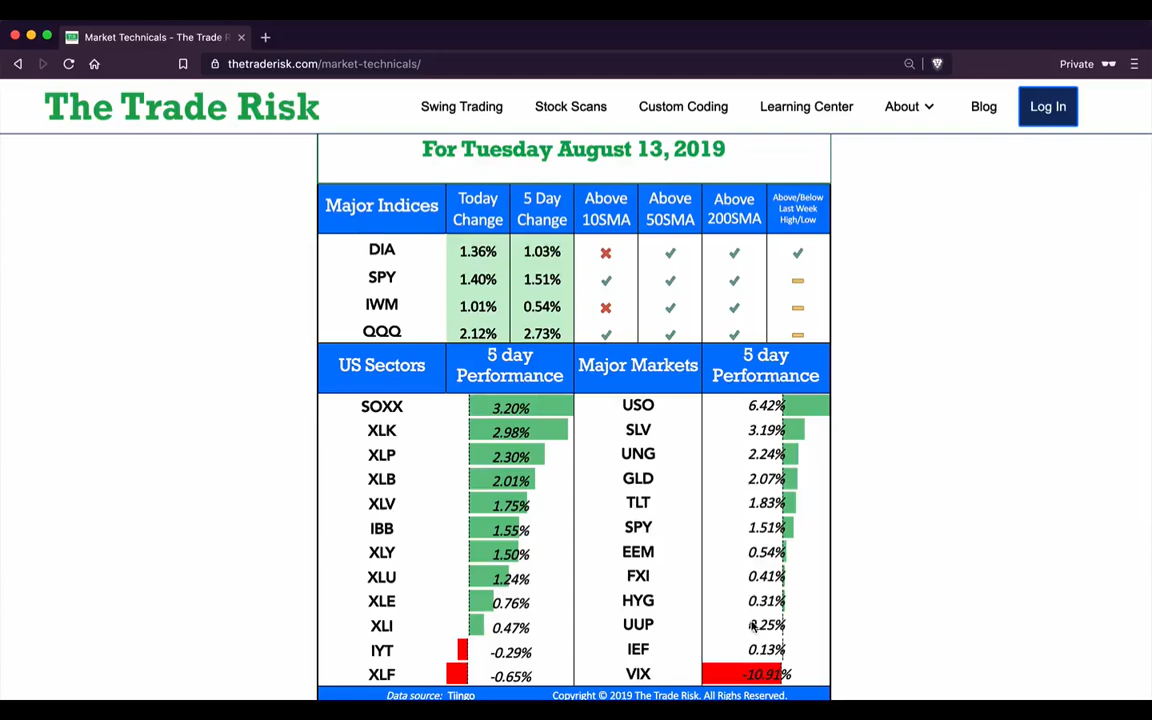 Market Technicals - The Trade R
thetraderisk.com/market-technicals/
Private
The Trade Risk
Swing Trading
Stock Scans
Custom Coding
Learning Center
About
Blog
Log In
For Tuesday August 13, 2019
Major Indices
Today Change
5 Day Change
Above 10SMA
Above 50SMA
Above 200SMA
Above/Below Last Week High/Low
DIA 1.36% 1.03%
SPY 1.40% 1.51%
IWM 1.01% 0.54%
QQQ 2.12% 2.73%
US Sectors
5 day Performance
Major Markets
5 day Performance
SOXX 3.20% USO 6.42%
XLK 2.98% SLV 3.19%
XLP 2.30% UNG 2.24%
XLB 2.01% GLD 2.07%
XLV 1.75% TLT 1.83%
IBB 1.55% SPY 1.51%
XLY 1.50% EEM 0.54%
XLU 1.24% FXI 0.41%
XLE 0.76% HYG 0.31%
XLI 0.47% UUP
IYT -0.29% IEF 0.13%
XLF -0.65% VIX -10.91%
Data source: Tiingo
Copyright © 2019 The Trade Risk. All Righs Reserved.